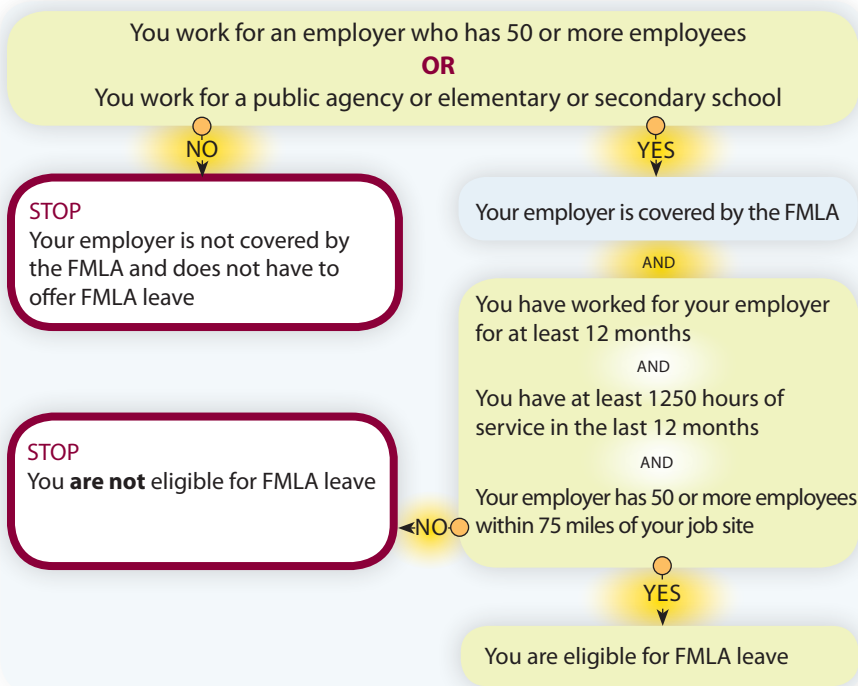 You work for an employer who has 50 or more employees
OR
You work for a public agency or elementary or secondary school
NO
YES
STOP
Your employer is not covered by
the FMLA and does not have to
offer FMLA leave
Your employer is covered by the FMLA
AND
You have worked for your employer
for at least 12 months
AND
You have at least 1250 hours of
service in the last 12 months
AND
Your employer has 50 or more employees
within 75 miles of your job site
NO
STOP
You are not eligible for FMLA leave
YES
You are eligible for FMLA leave